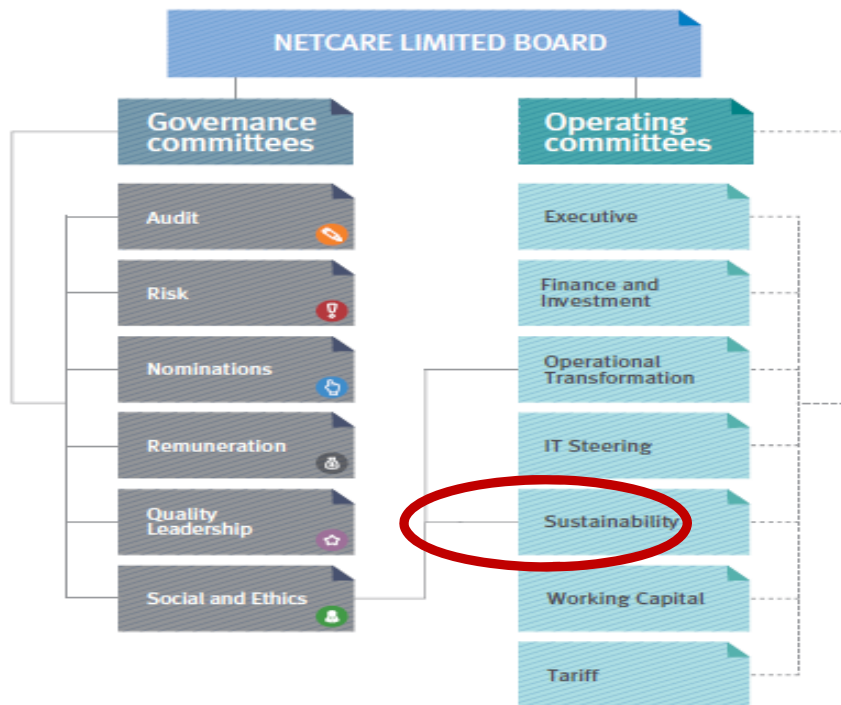 NETCARE LIMITED BOARD
Governance
committees
Audit
Risk
Nominations
Remuneration
Quality
Leadership
Social and Ethics
Operating
committees
Executive
Finance and
Investment
Operational
Transformation
IT Steering
Sustainability
Working Capital
Tariff